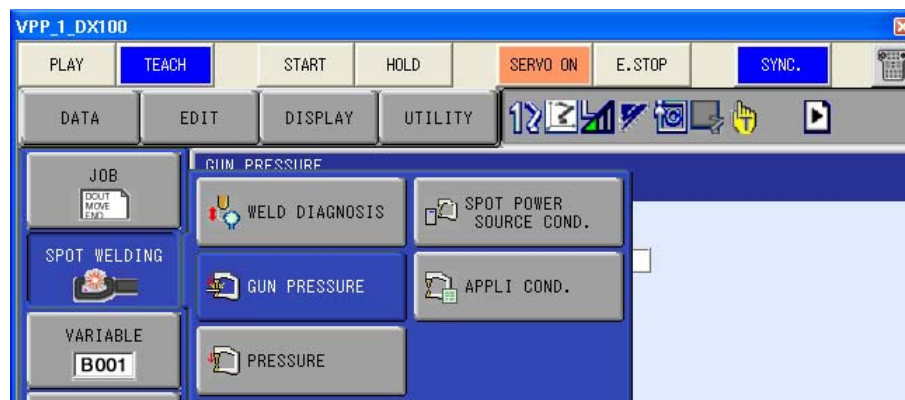 VPP_1_DX100
PLAY TEACH START HOLD SERVO ON E.STOP SYNC.
DATA EDIT DISPLAY UTILITY
JOB
DOUT
MOVE
END
GUN PRESSURE
WELD DIAGNOSIS
SPOT POWER
SOURCE COND.
SPOT WELDING
GUN PRESSURE
APPLI COND.
VARIABLE
B001
PRESSURE